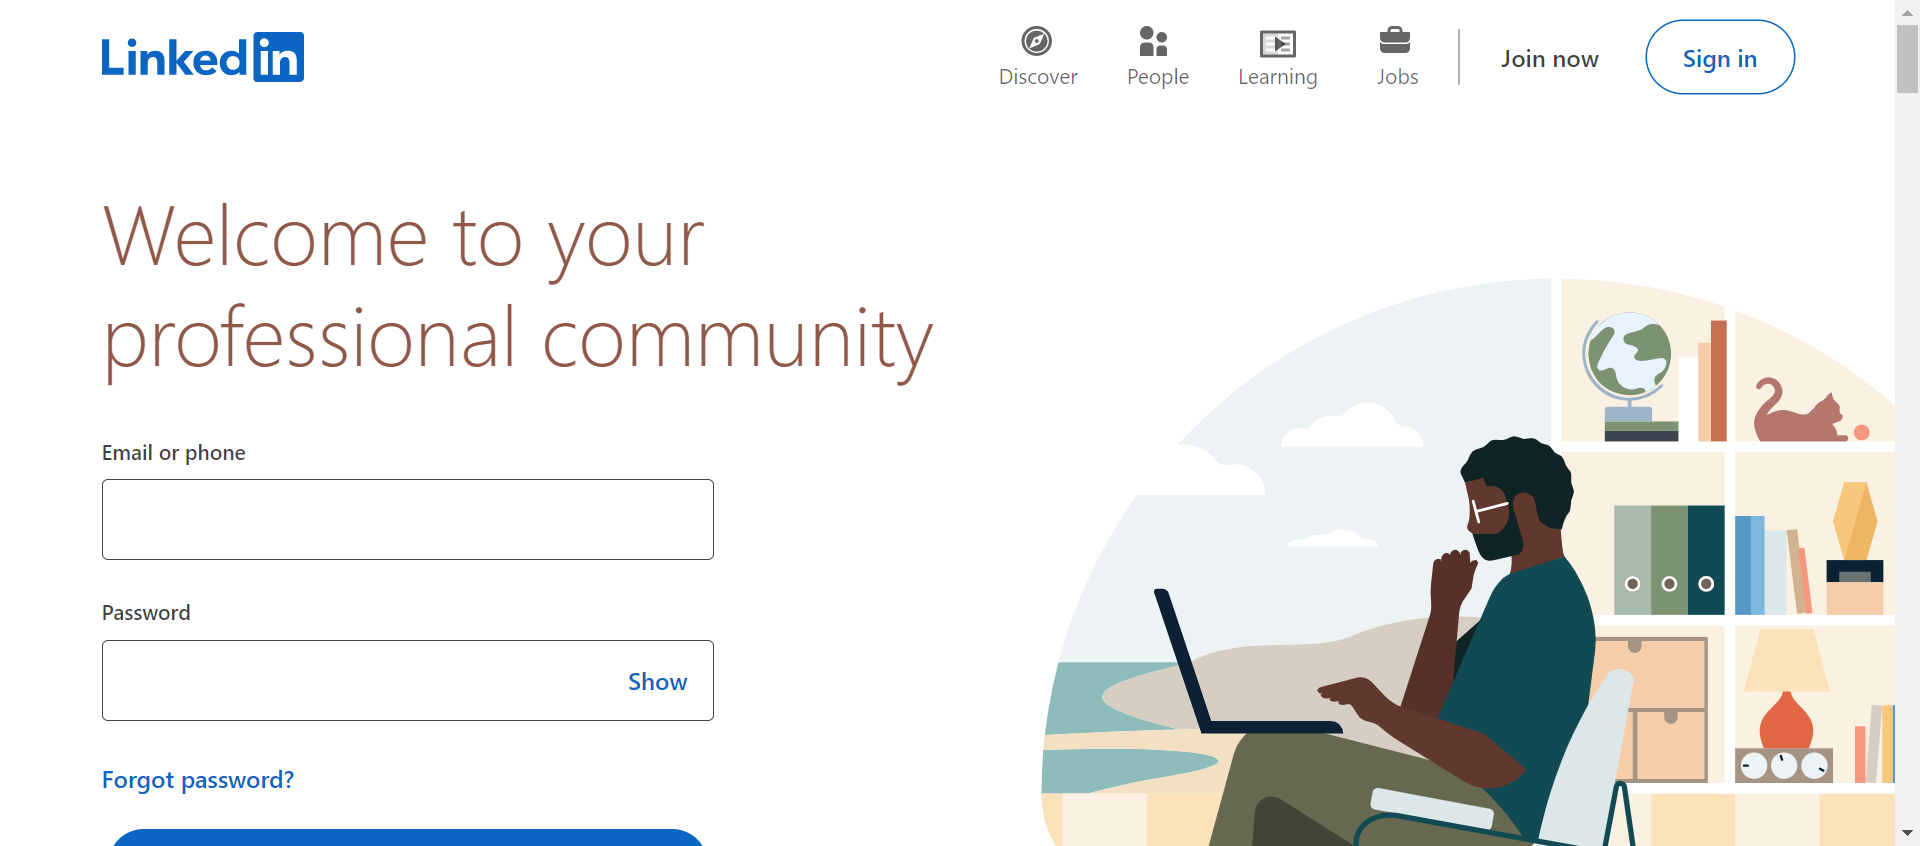 Linkedin
Discover
People
Learning
Jobs
Join now
Sign in
Welcome to your
professional community
Email or phone
Password
Show
Forgot password?